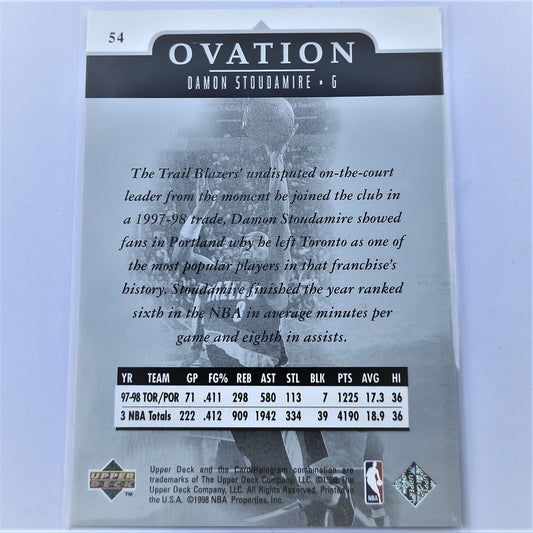 54
OVATION
DAMON STOUDAMIRE • G
The Trail Blazers' undisputed on-the-court
leader from the moment he joined the club in
a 1997-98 trade, Damon Stoudamire showed
fans in Portland why he left Toronto as one of
the most popular players in that franchise's
history. Stoudamire finished the year ranked
sixth in the NBA in average minutes per
game and eighth in assists.
YR TEAM GP FG% REB AST STL BLK PTS AVG HI
97-98 TOR/POR 71 .411 298 580 113 7 1225 17.3 36
3 NBA Totals 222 .412 909 1942 334 39 4190 18.9 36
Upper Deck and the Card/Hologram combination are
trademarks of The Upper Deck Company, LLC. ©1998 The Upper
Deck Company, LLC. All Rights Reserved. Printed in
the U.S.A. ©1998 NBA Properties, Inc.
UPPER
DECK
NBA